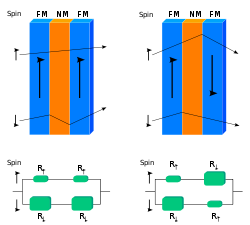 Spin FM NM FM
Spin FM NM FM
Spin
R↑ R↑
R↓ R↓
Spin
R↑ R↓
R↓ R↑